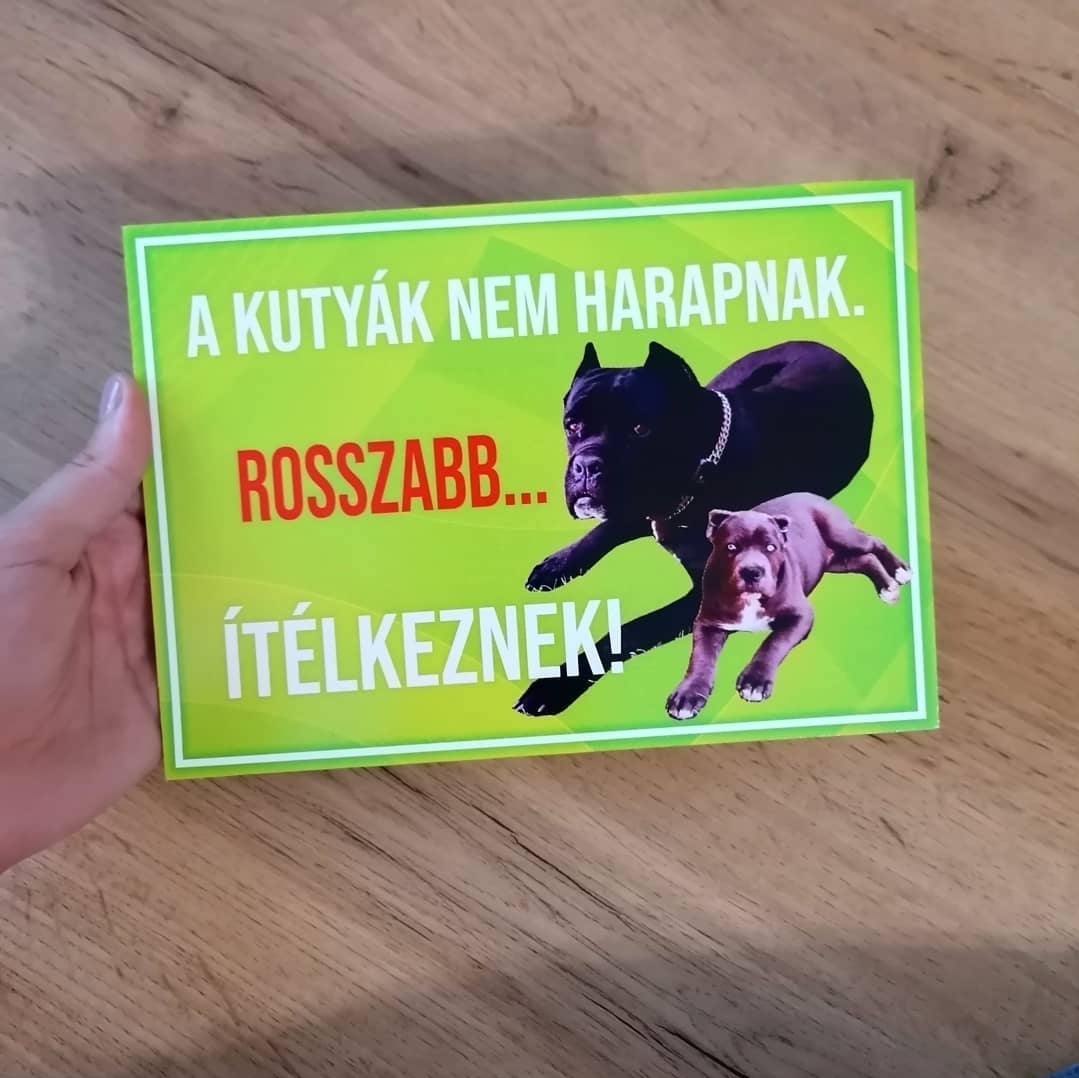 A KUTYÁK NEM HARAPNAK.
ROSSZABB...
ÍTÉLKEZNEK!